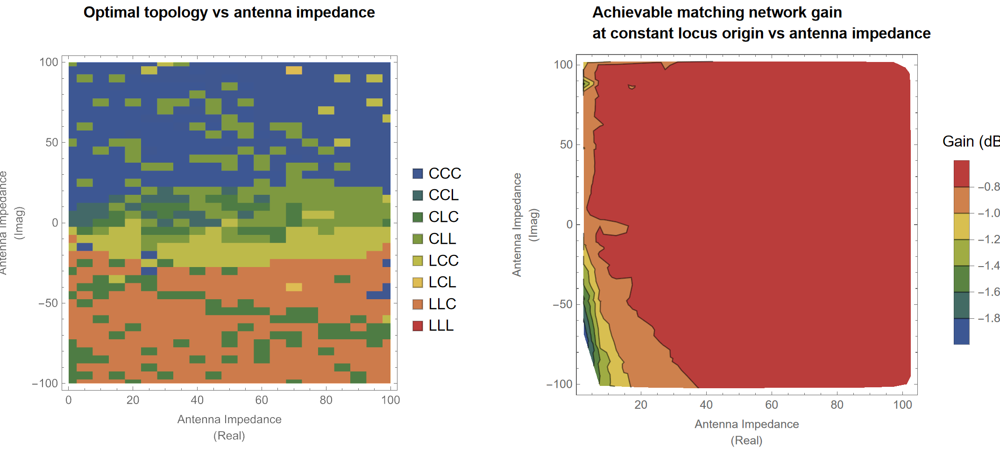 Optimal topology vs antenna impedance
100
50
0
−50
−100
0
20
40
60
80
100
Antenna Impedance
(Imag)
Antenna Impedance
(Real)
CCC
CCL
CLC
CLL
LCC
LCL
LLC
LLL
Achievable matching network gain
at constant locus origin vs antenna impedance
100
50
0
−50
−100
20
40
60
80
100
Antenna Impedance
(Imag)
Antenna Impedance
(Real)
Gain (dB
−0.8
−1.0
−1.2
−1.4
−1.6
−1.8